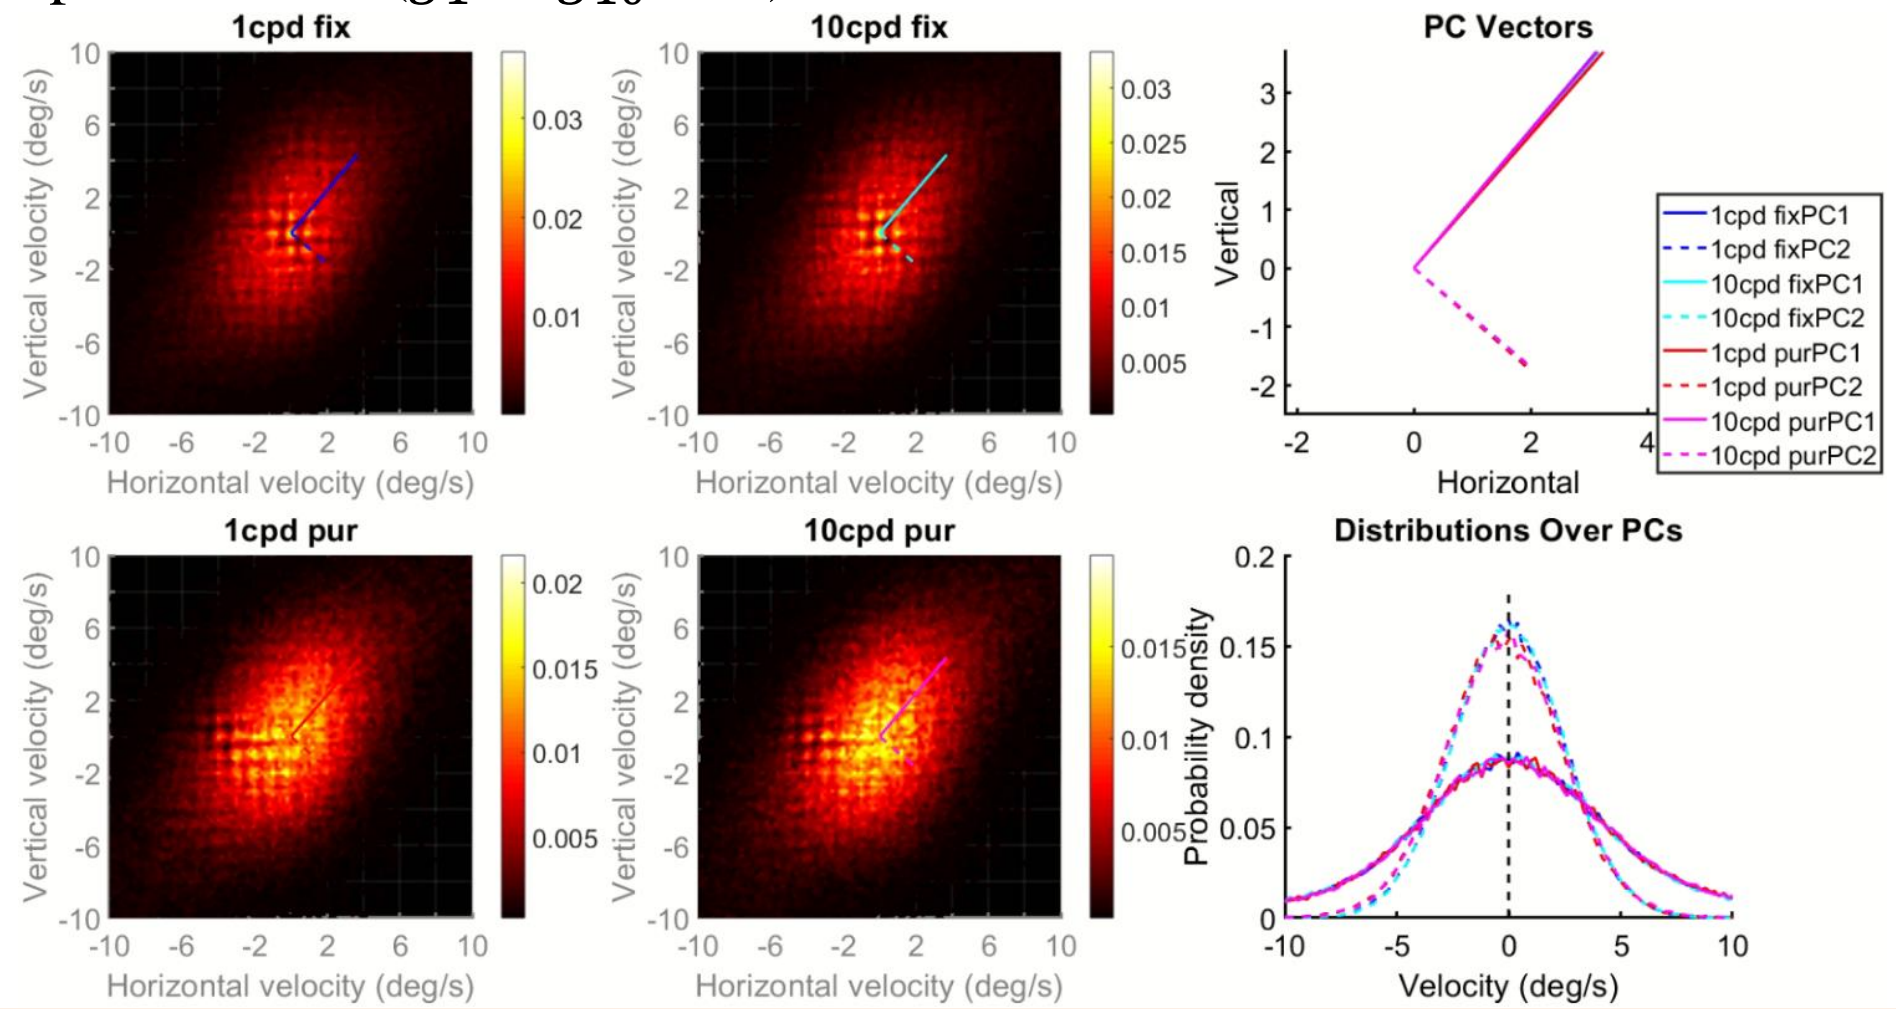 1cpd fix
10
6
2
-2
-6
-10
Vertical velocity (deg/s)
-10 -6 -2 2 6 10
Horizontal velocity (deg/s)
0.03
0.02
0.01
10cpd fix
10
6
2
-2
-6
-10
Vertical velocity (deg/s)
-10 -6 -2 2 6 10
Horizontal velocity (deg/s)
0.03
0.025
0.02
0.015
0.01
0.005
PC Vectors
3
2
1
0
-1
-2
Vertical
-2 0 2 4
Horizontal
1cpd fixPC1
1cpd fixPC2
10cpd fixPC1
10cpd fixPC2
1cpd purPC1
1cpd purPC2
10cpd purPC1
10cpd purPC2
1cpd pur
10
6
2
-2
-6
-10
Vertical velocity (deg/s)
-10 -6 -2 2 6 10
Horizontal velocity (deg/s)
0.02
0.015
0.01
0.005
10cpd pur
10
6
2
-2
-6
-10
Vertical velocity (deg/s)
-10 -6 -2 2 6 10
Horizontal velocity (deg/s)
0.015
0.01
0.005
Distributions Over PCs
0.2
0.15
0.1
0.05
0
Probability density
-10 -5 0 5 10
Velocity (deg/s)